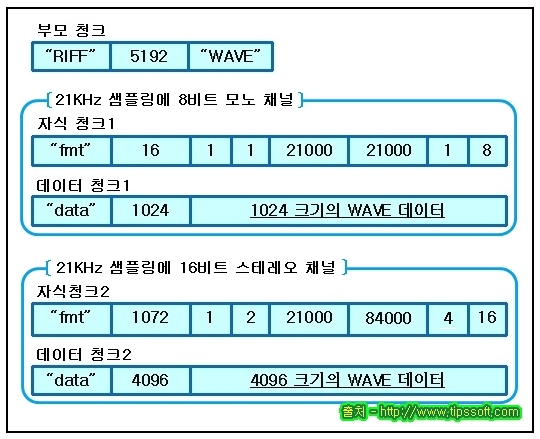 부모 청크
“RIFF” 5192 “WAVE”
21KHz 샘플링에 8비트 모노 채널
자식 청크1
“fmt” 16 1 1 21000 21000 1 8
데이터 청크1
“data” 1024 1024 크기의 WAVE 데이터
21KHz 샘플링에 16비트 스테레오 채널
자식청크2
“fmt” 1072 1 2 21000 84000 4 16
데이터 청크2
“data” 4096 4096 크기의 WAVE 데이터
출처 - http://www.tipssoft.com